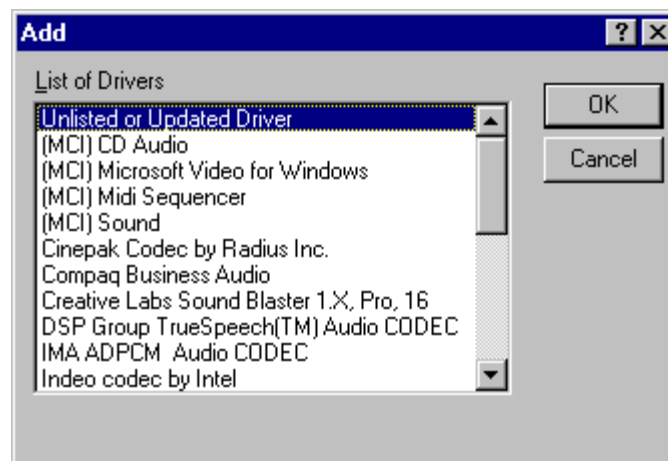 Add
List of Drivers
Unlisted or Updated Driver
(MCI) CD Audio
(MCI) Microsoft Video for Windows
(MCI) Midi Sequencer
(MCI) Sound
Cinepak Codec by Radius Inc.
Compaq Business Audio
Creative Labs Sound Blaster 1.X, Pro, 16
DSP Group TrueSpeech(TM) Audio CODEC
IMA ADPCM  Audio CODEC
Indeo codec by Intel
OK
Cancel